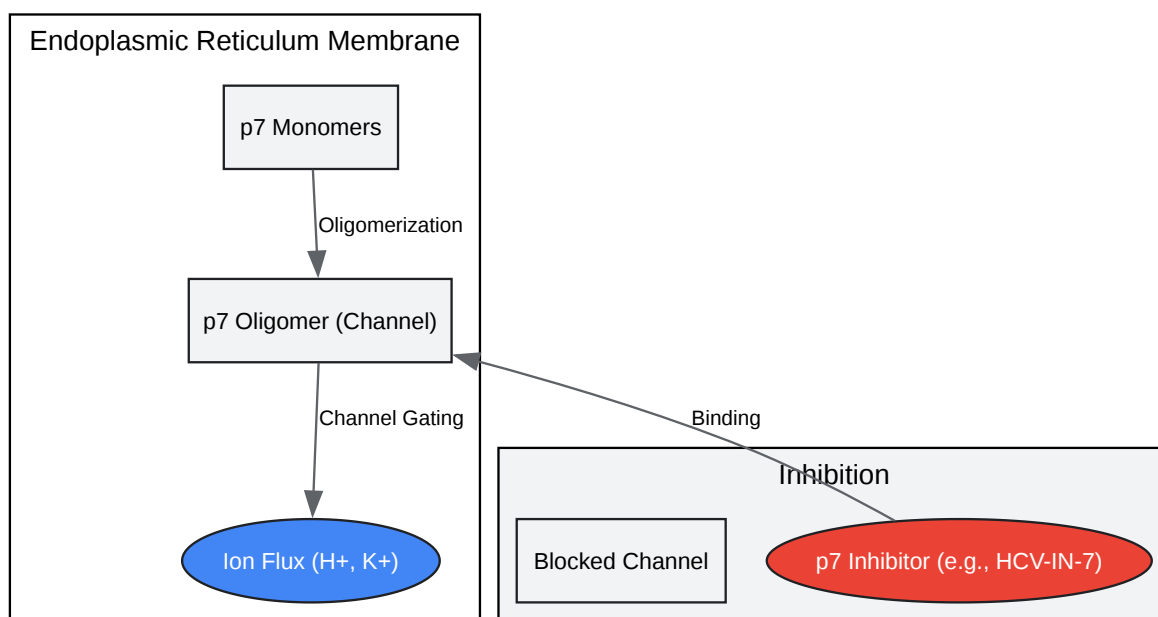 Endoplasmic Reticulum Membrane
p7 Monomers
Oligomerization
p7 Oligomer (Channel)
Channel Gating
Binding
Inhibition
Ion Flux (H+, K+)
Blocked Channel
p7 Inhibitor (e.g., HCV-IN-7)